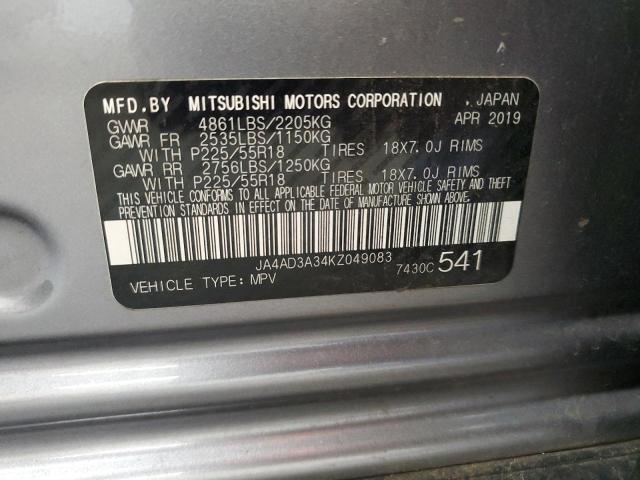 MFD.BY MITSUBISHI MOTORS CORPORATION , JAPAN
GVWR 4861LBS/2205KG APR 2019
GAWR FR 2535LBS/1150KG
WITH P225/55R18 TIRES 18X7.0J RIMS
GAWR RR 2756LBS/1250KG
WITH P225/55R18 TIRES 18X7.0J RIMS
THIS VEHICLE CONFORMS TO ALL APPLICABLE FEDERAL MOTOR VEHICLE SAFETY AND THEFT
PREVENTION STANDARDS IN EFFECT ON THE DATE OF MANUFACTURE SHOWN ABOVE.
JA4AD3A34KZ049083
VEHICLE TYPE: MPV 7430C 541